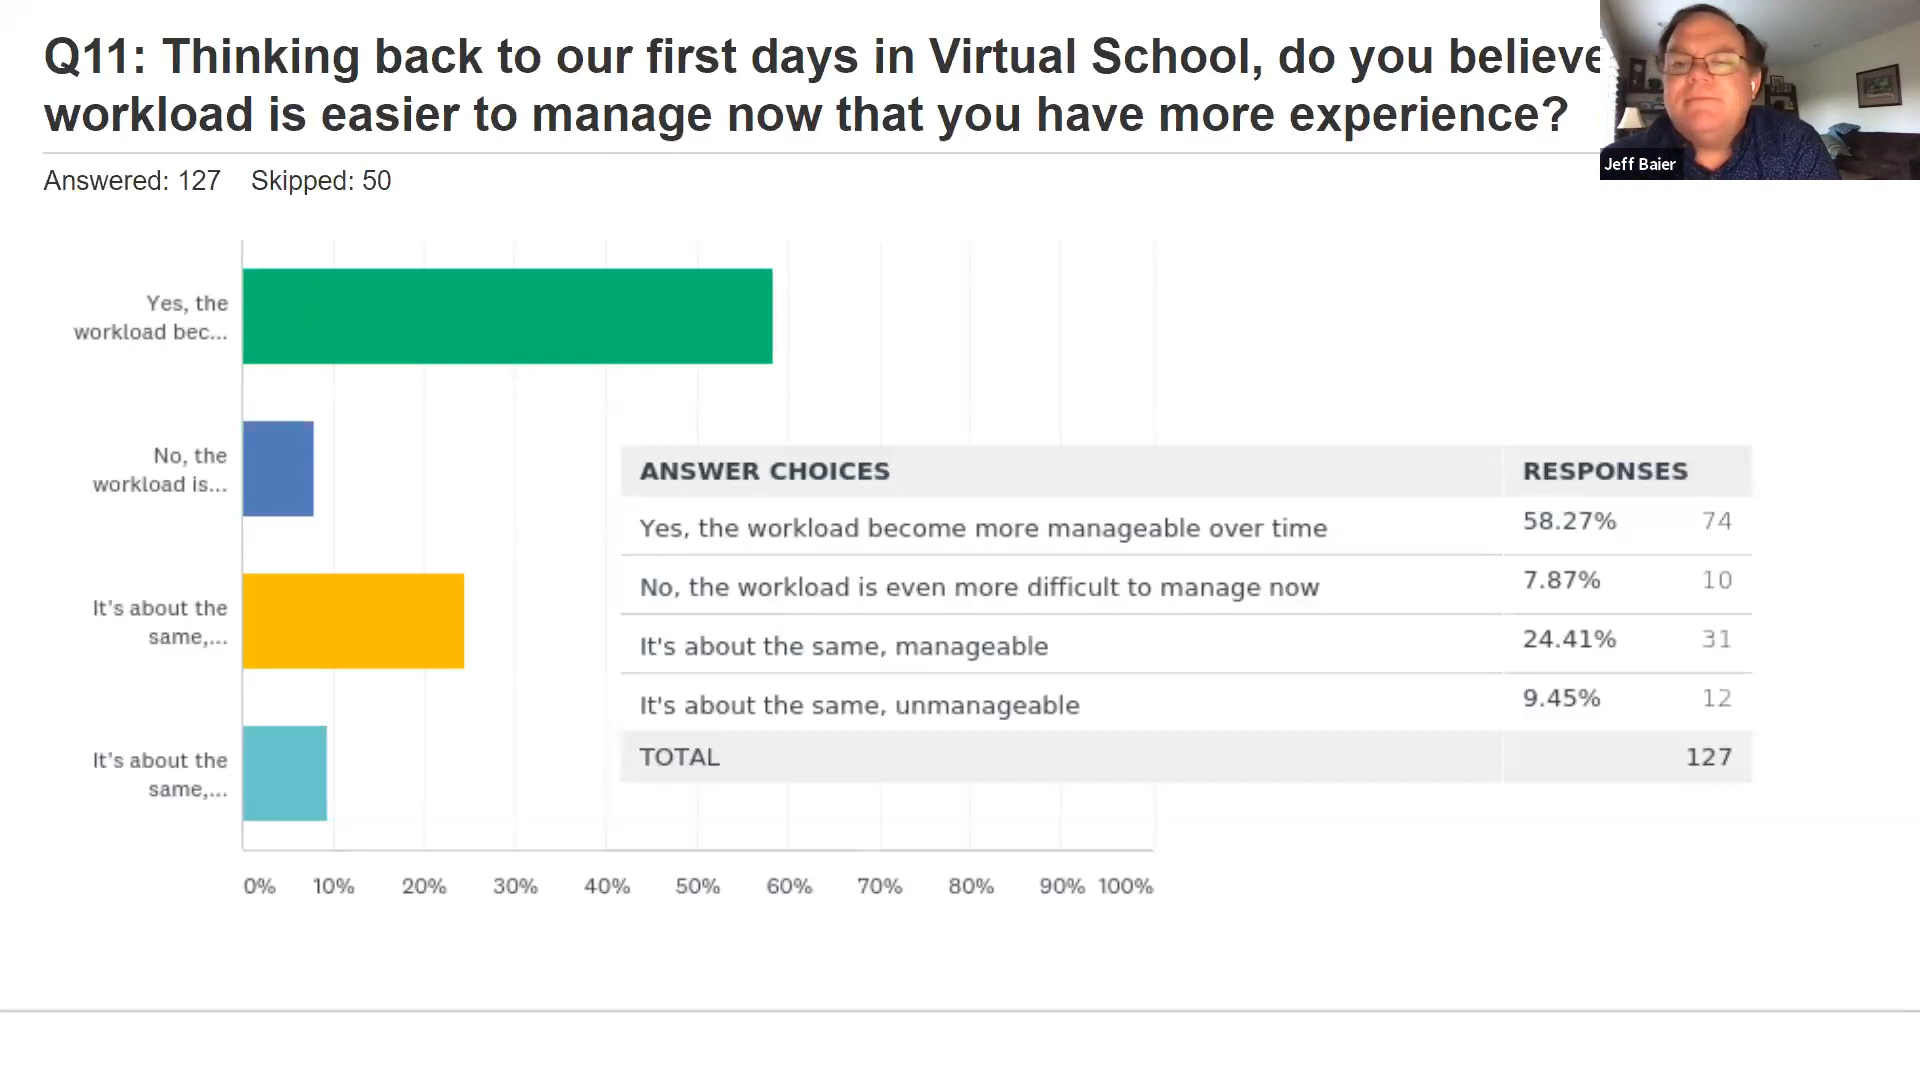 Q11: Thinking back to our first days in Virtual School, do you believe
workload is easier to manage now that you have more experience?
Jeff Baier
Answered: 127 Skipped: 50
Yes, the
workload bec...
No, the
workload is...
It's about the
same,...
It's about the
same,...
ANSWER CHOICES RESPONSES
Yes, the workload become more manageable over time 58.27% 74
No, the workload is even more difficult to manage now 7.87% 10
It's about the same, manageable 24.41% 31
It's about the same, unmanageable 9.45% 12
TOTAL 127
0% 10% 20% 30% 40% 50% 60% 70% 80% 90% 100%